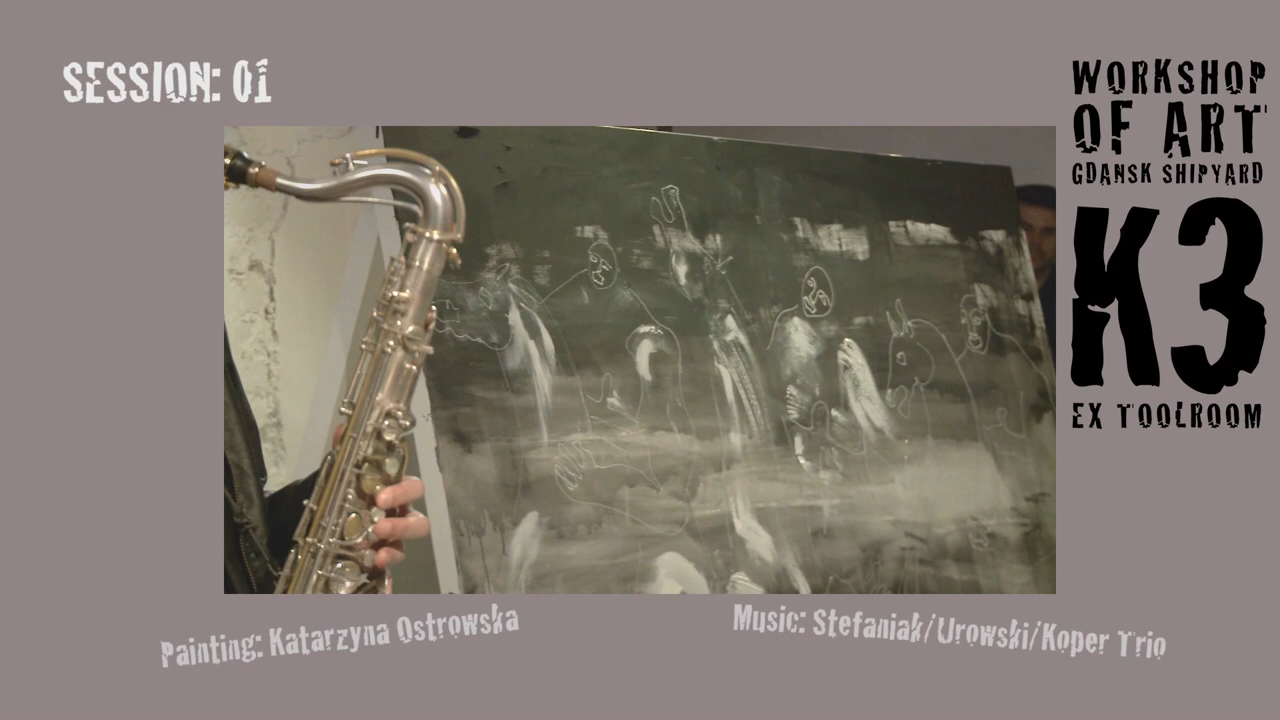 SESSION: 01
WORKSHOP
OF ART
GDANSK SHIPYARD
K3
EX TOOLROOM
Painting: Katarzyna Ostrowska
Music: Stefaniak/Urowski/Koper Trio